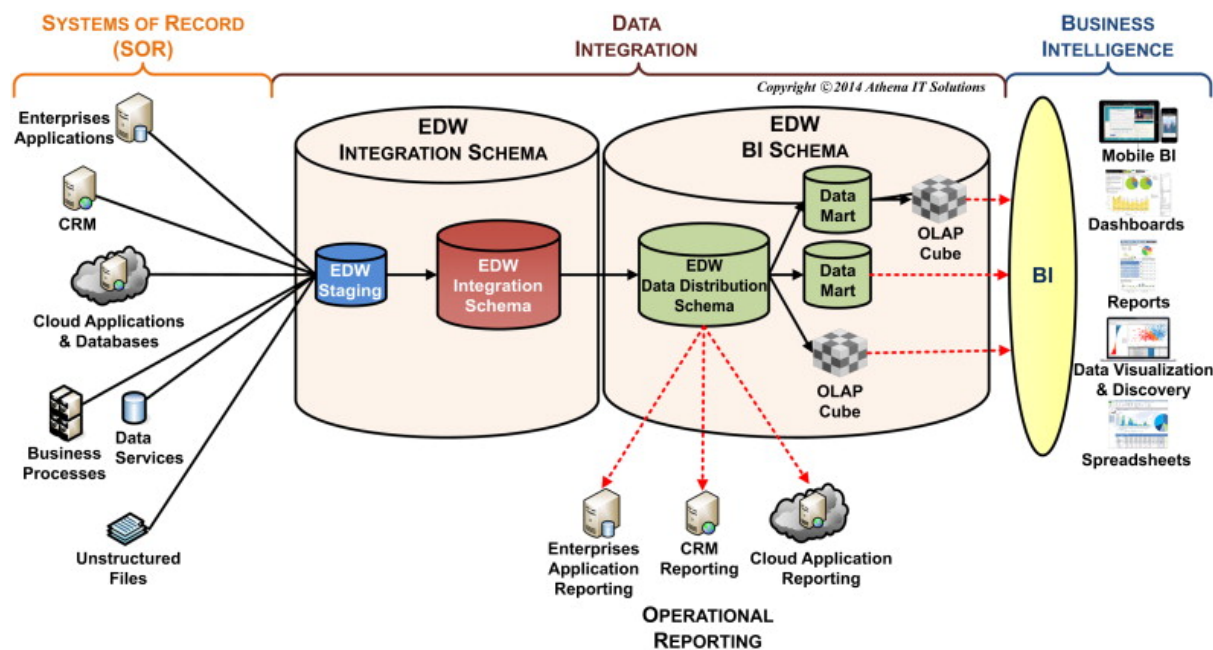 SYSTEMS OF RECORD
(SOR)
DATA
INTEGRATION
BUSINESS
INTELLIGENCE
Copyright © 2014 Athena IT Solutions
Enterprises
Applications
CRM
Cloud Applications
& Databases
Business
Processes
Data
Services
Unstructured
Files
EDW
INTEGRATION SCHEMA
EDW
Staging
EDW
Integration
Schema
EDW
BI SCHEMA
EDW
Data Distribution
Schema
Data
Mart
OLAP
Cube
Data
Mart
OLAP
Cube
BI
Mobile BI
Dashboards
Reports
Data Visualization
& Discovery
Spreadsheets
Enterprises
Application
Reporting
CRM
Reporting
Cloud Application
Reporting
OPERATIONAL
REPORTING